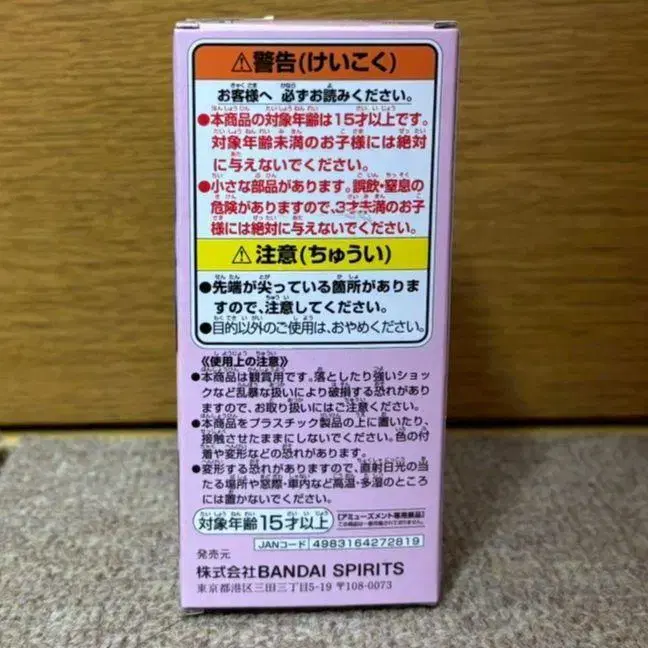 ⚠警告(けいこく)
お客様へ 必ずお読みください。
●本商品の対象年齢は15才以上です。
対象年齢未満のお子様には絶対
に与えないでください。
●小さな部品があります。誤飲・窒息の
危険がありますので、3才未満のお子
様には絶対に与えないでください。
⚠注意(ちゅうい)
●先端が尖っている箇所がありま
すので、注意してください。
●目的以外のご使用は、おやめください。
《使用上の注意》
●本商品は観賞用です。落としたり強いショッ
クなど乱暴な扱いにより破損する恐れがあり
ますので、お取り扱いにはご注意ください。
●本商品をプラスチック製品の上に置いたり、
接触させたままにしないでください。色の付
着や変形などの恐れがあります。
●変形する恐れがありますので、直射日光の当
たる場所や窓際・車内など高温・多湿のところ
には置かないでください。
対象年齢15才以上
【アミューズメント専用景品】
この商品は一般市販されておりません。
JANコード 4983164272819
発売元
株式会社BANDAI SPIRITS
東京都港区三田三丁目5-19 〒108-0073